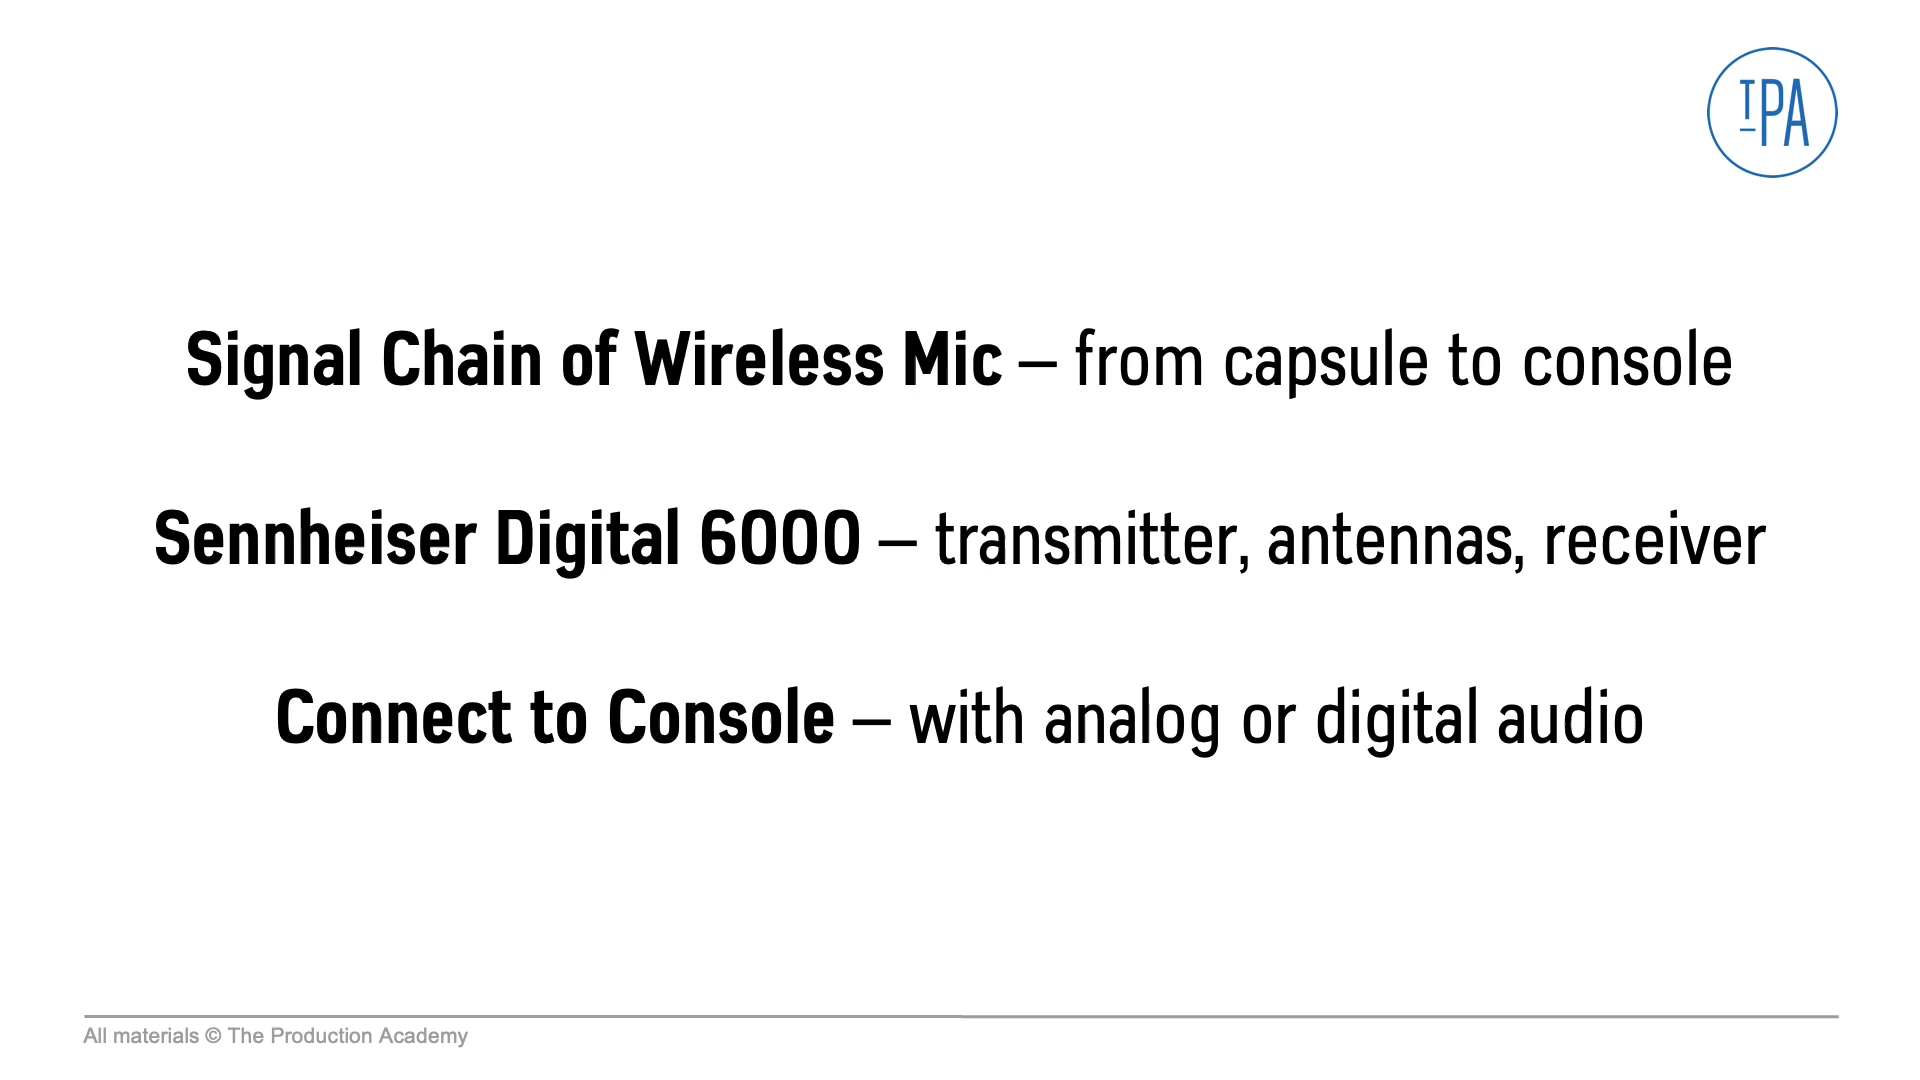 TPA
Signal Chain of Wireless Mic – from capsule to console
Sennheiser Digital 6000 – transmitter, antennas, receiver
Connect to Console – with analog or digital audio
All materials © The Production Academy